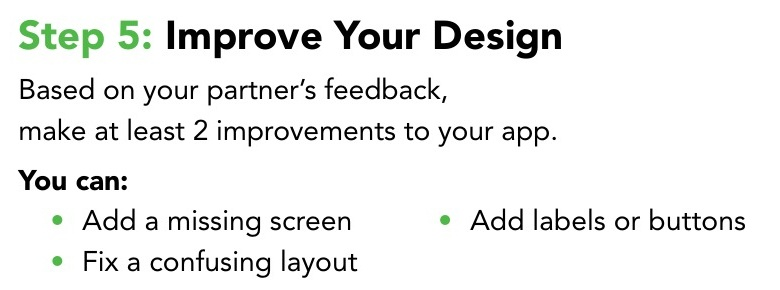 Step 5: Improve Your Design
Based on your partner's feedback,
make at least 2 improvements to your app.
You can:
• Add a missing screen
• Fix a confusing layout
• Add labels or buttons